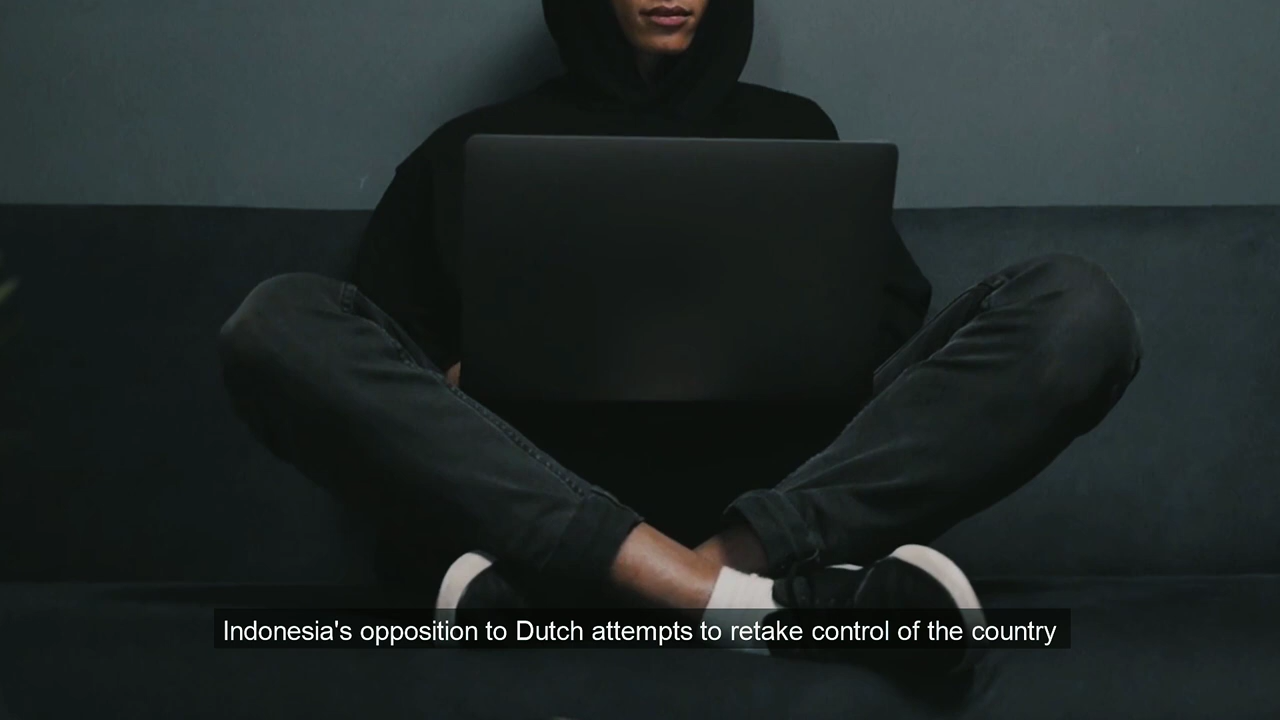 Indonesia's opposition to Dutch attempts to retake control of the country